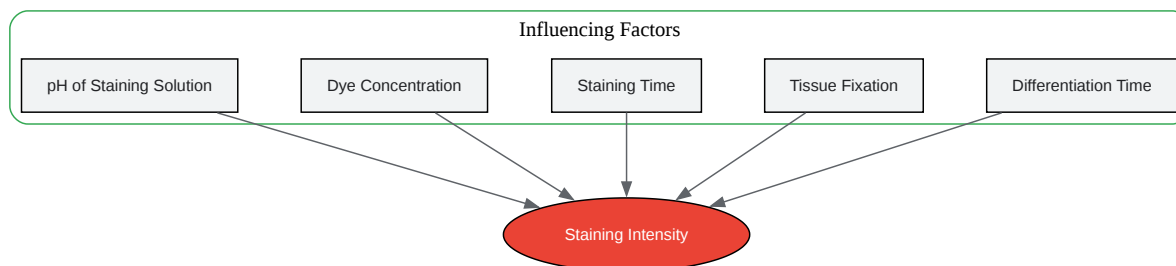 Influencing Factors
pH of Staining Solution
Dye Concentration
Staining Time
Tissue Fixation
Differentiation Time
Staining Intensity